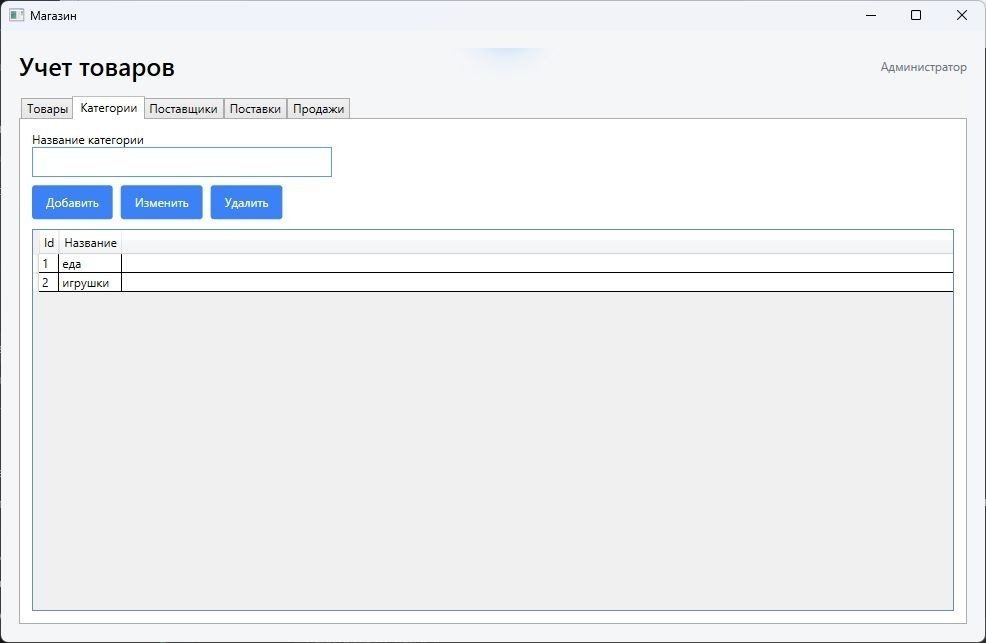 Магазин
Учет товаров
Администратор
Товары Категории Поставщики Поставки Продажи
Название категории
Добавить Изменить Удалить
Id Название
1 еда
2 игрушки